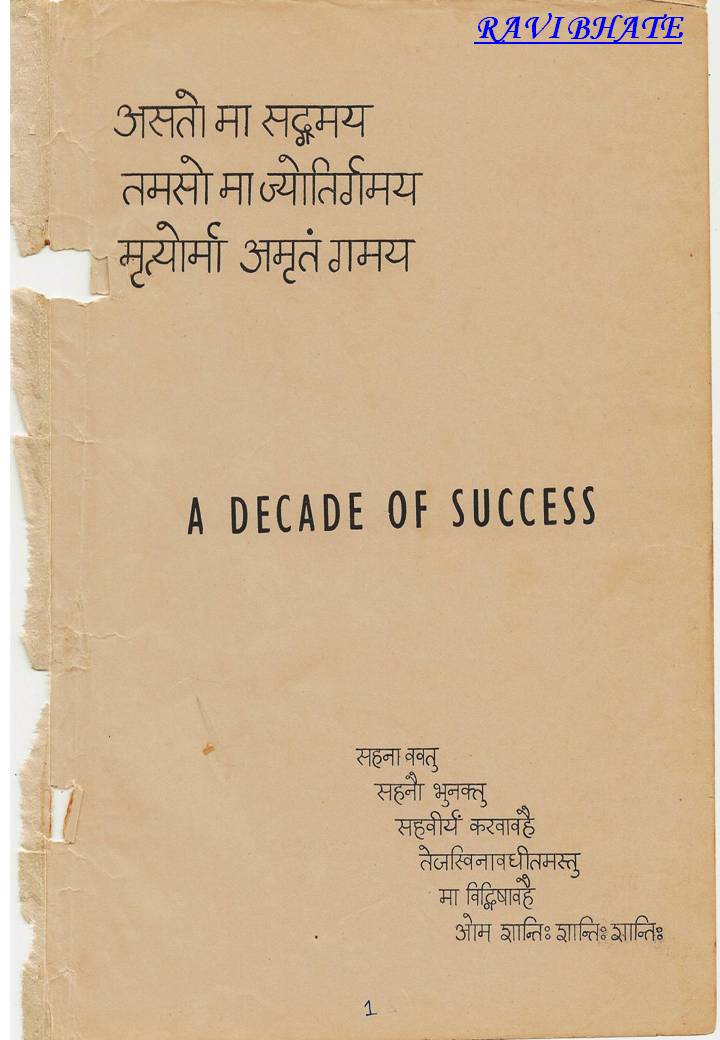 RAVI BHATE
असतो मा सद्गमय
तमसो मा ज्योतिर्गमय
मृत्योर्मा अमृतं गमय
A DECADE OF SUCCESS
सहना ववतु
सहनौ भुनक्तु
सहवीर्यं करवावहै
तेजस्विनावधीतमस्तु
मा विद्विषावहै
ओम शान्तिः शान्तिः शान्तिः
1